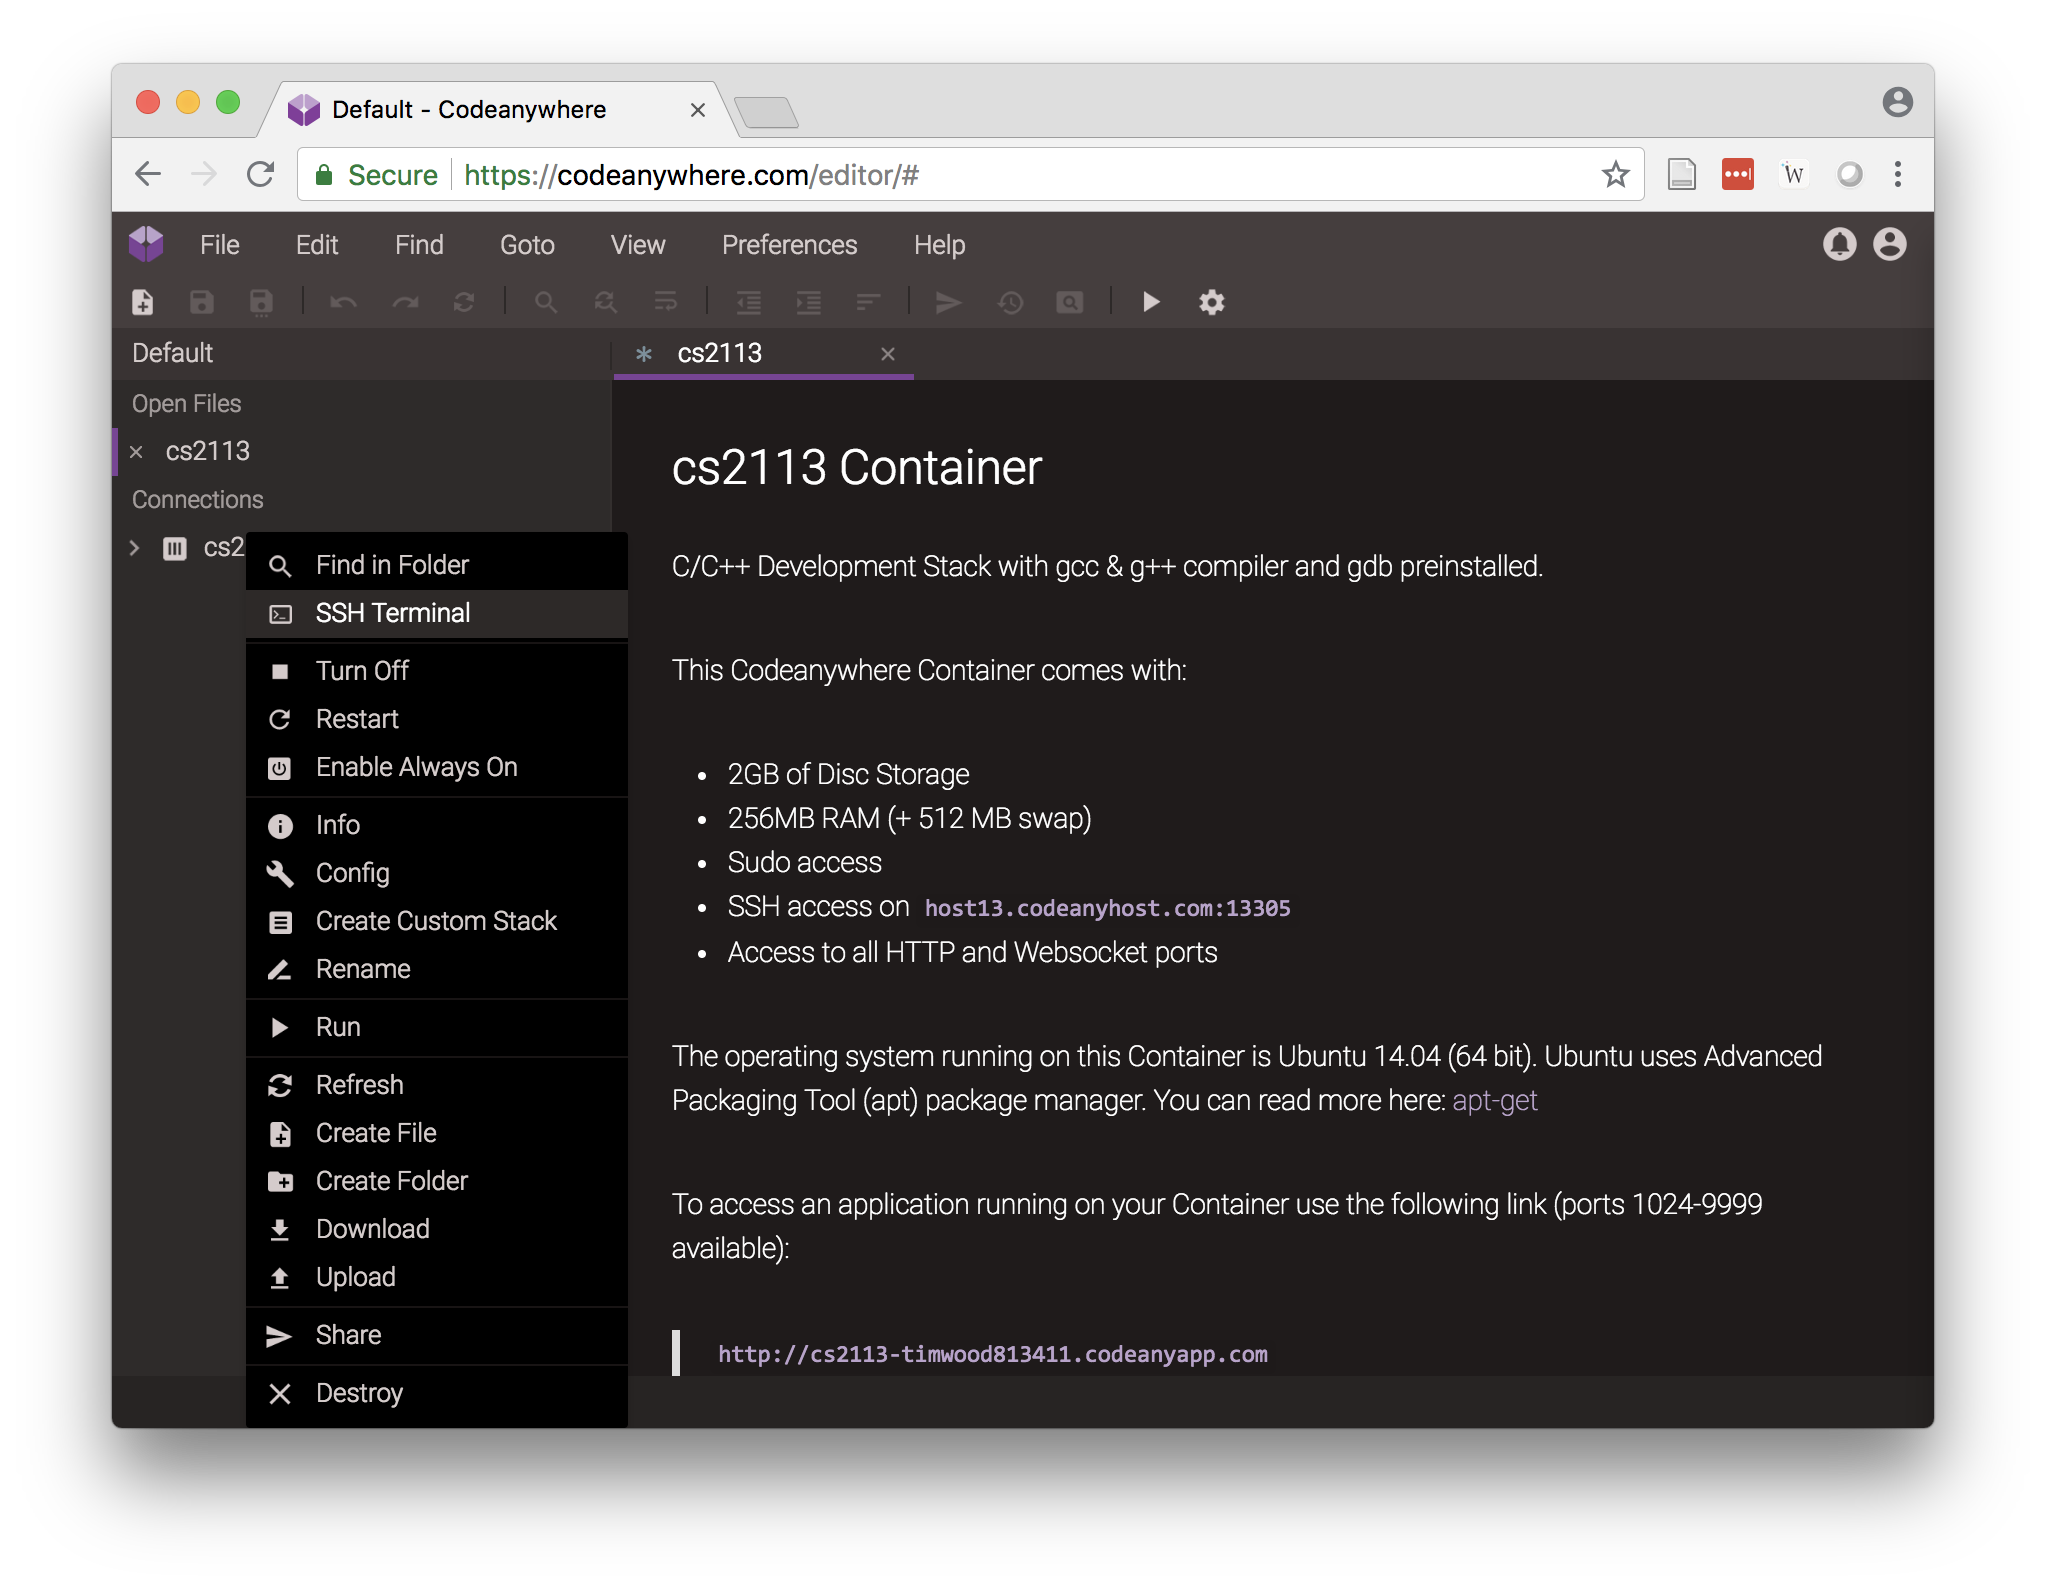 Default - Codeanywhere
Secure
https://codeanywhere.com/editor/#
W
File Edit Find Goto View Preferences Help
Default
cs2113
Open Files
cs2113
Connections
cs2
Find in Folder
SSH Terminal
Turn Off
Restart
Enable Always On
Info
Config
Create Custom Stack
Rename
Run
Refresh
Create File
Create Folder
Download
Upload
Share
Destroy
cs2113 Container
C/C++ Development Stack with gcc & g++ compiler and gdb preinstalled.
This Codeanywhere Container comes with:
• 2GB of Disc Storage
• 256MB RAM (+ 512 MB swap)
• Sudo access
• SSH access on host13.codeanyhost.com:13305
• Access to all HTTP and Websocket ports
The operating system running on this Container is Ubuntu 14.04 (64 bit). Ubuntu uses Advanced
Packaging Tool (apt) package manager. You can read more here: apt-get
To access an application running on your Container use the following link (ports 1024-9999
available):
http://cs2113-timwood813411.codeanyapp.com